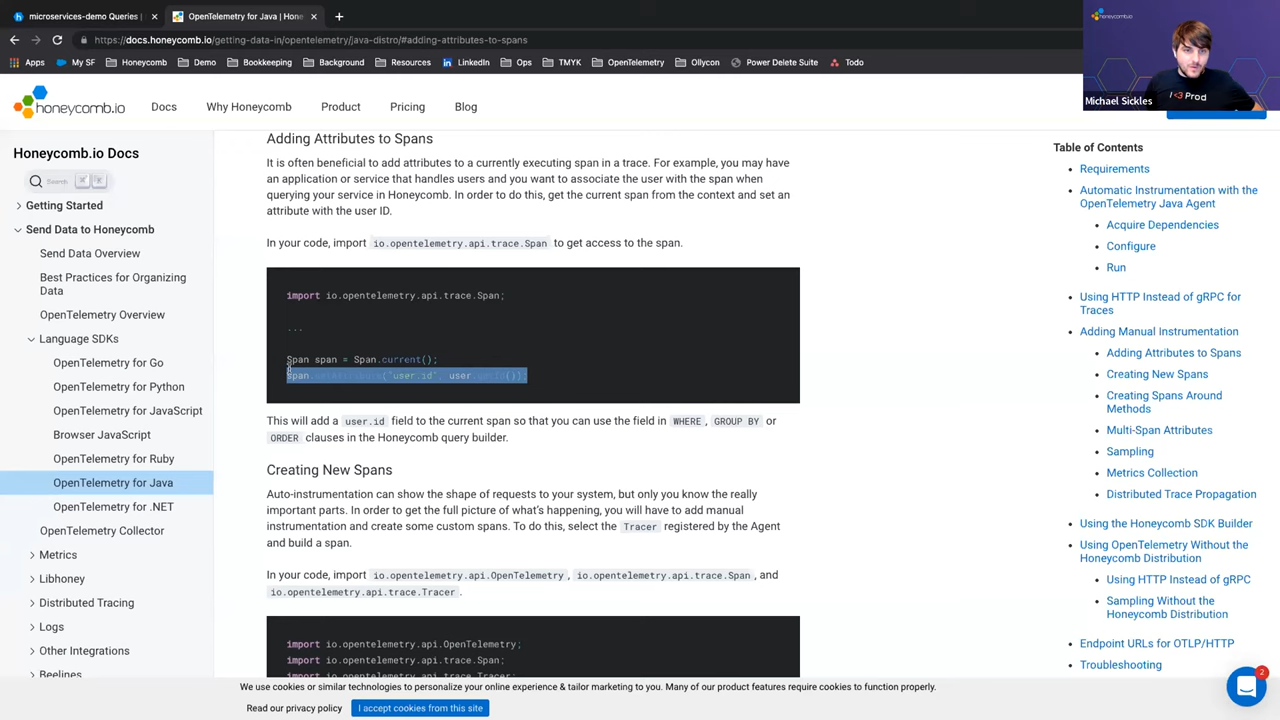 microservices-demo Queries |
OpenTelemetry for Java | Hone
https://docs.honeycomb.io/getting-data-in/opentelemetry/java-distro/#adding-attributes-to-spans
Apps
My SF
Honeycomb
Demo
Bookkeeping
Background
Resources
LinkedIn
Ops
TMYK
OpenTelemetry
Ollycon
Power Delete Suite
Todo
honeycomb.io
I <3 Prod
Michael Sickles
honeycomb.io
Docs
Why Honeycomb
Product
Pricing
Blog
Honeycomb.io Docs
Search
Getting Started
Send Data to Honeycomb
Send Data Overview
Best Practices for Organizing
Data
OpenTelemetry Overview
Language SDKs
OpenTelemetry for Go
OpenTelemetry for Python
OpenTelemetry for JavaScript
Browser JavaScript
OpenTelemetry for Ruby
OpenTelemetry for Java
OpenTelemetry for .NET
OpenTelemetry Collector
Metrics
Libhoney
Distributed Tracing
Logs
Other Integrations
Beelines
Adding Attributes to Spans
It is often beneficial to add attributes to a currently executing span in a trace. For example, you may have
an application or service that handles users and you want to associate the user with the span when
querying your service in Honeycomb. In order to do this, get the current span from the context and set an
attribute with the user ID.
In your code, import io.opentelemetry.api.trace.Span to get access to the span.
import io.opentelemetry.api.trace.Span;
...
Span span = Span.current();
span.setAttribute("user.id", user.getId());
This will add a user.id field to the current span so that you can use the field in WHERE, GROUP BY or
ORDER clauses in the Honeycomb query builder.
Creating New Spans
Auto-instrumentation can show the shape of requests to your system, but only you know the really
important parts. In order to get the full picture of what's happening, you will have to add manual
instrumentation and create some custom spans. To do this, select the Tracer registered by the Agent
and build a span.
In your code, import io.opentelemetry.api.OpenTelemetry, io.opentelemetry.api.trace.Span, and
io.opentelemetry.api.trace.Tracer.
import io.opentelemetry.api.OpenTelemetry;
import io.opentelemetry.api.trace.Span;
import io.opentelemetry.api.trace.Tracer;
Table of Contents
Requirements
Automatic Instrumentation with the
OpenTelemetry Java Agent
Acquire Dependencies
Configure
Run
Using HTTP Instead of gRPC for
Traces
Adding Manual Instrumentation
Adding Attributes to Spans
Creating New Spans
Creating Spans Around
Methods
Multi-Span Attributes
Sampling
Metrics Collection
Distributed Trace Propagation
Using the Honeycomb SDK Builder
Using OpenTelemetry Without the
Honeycomb Distribution
Using HTTP Instead of gRPC
Sampling Without the
Honeycomb Distribution
Endpoint URLs for OTLP/HTTP
Troubleshooting
2
We use cookies or similar technologies to personalize your online experience & tailor marketing to you. Many of our product features require cookies to function properly.
Read our privacy policy
I accept cookies from this site